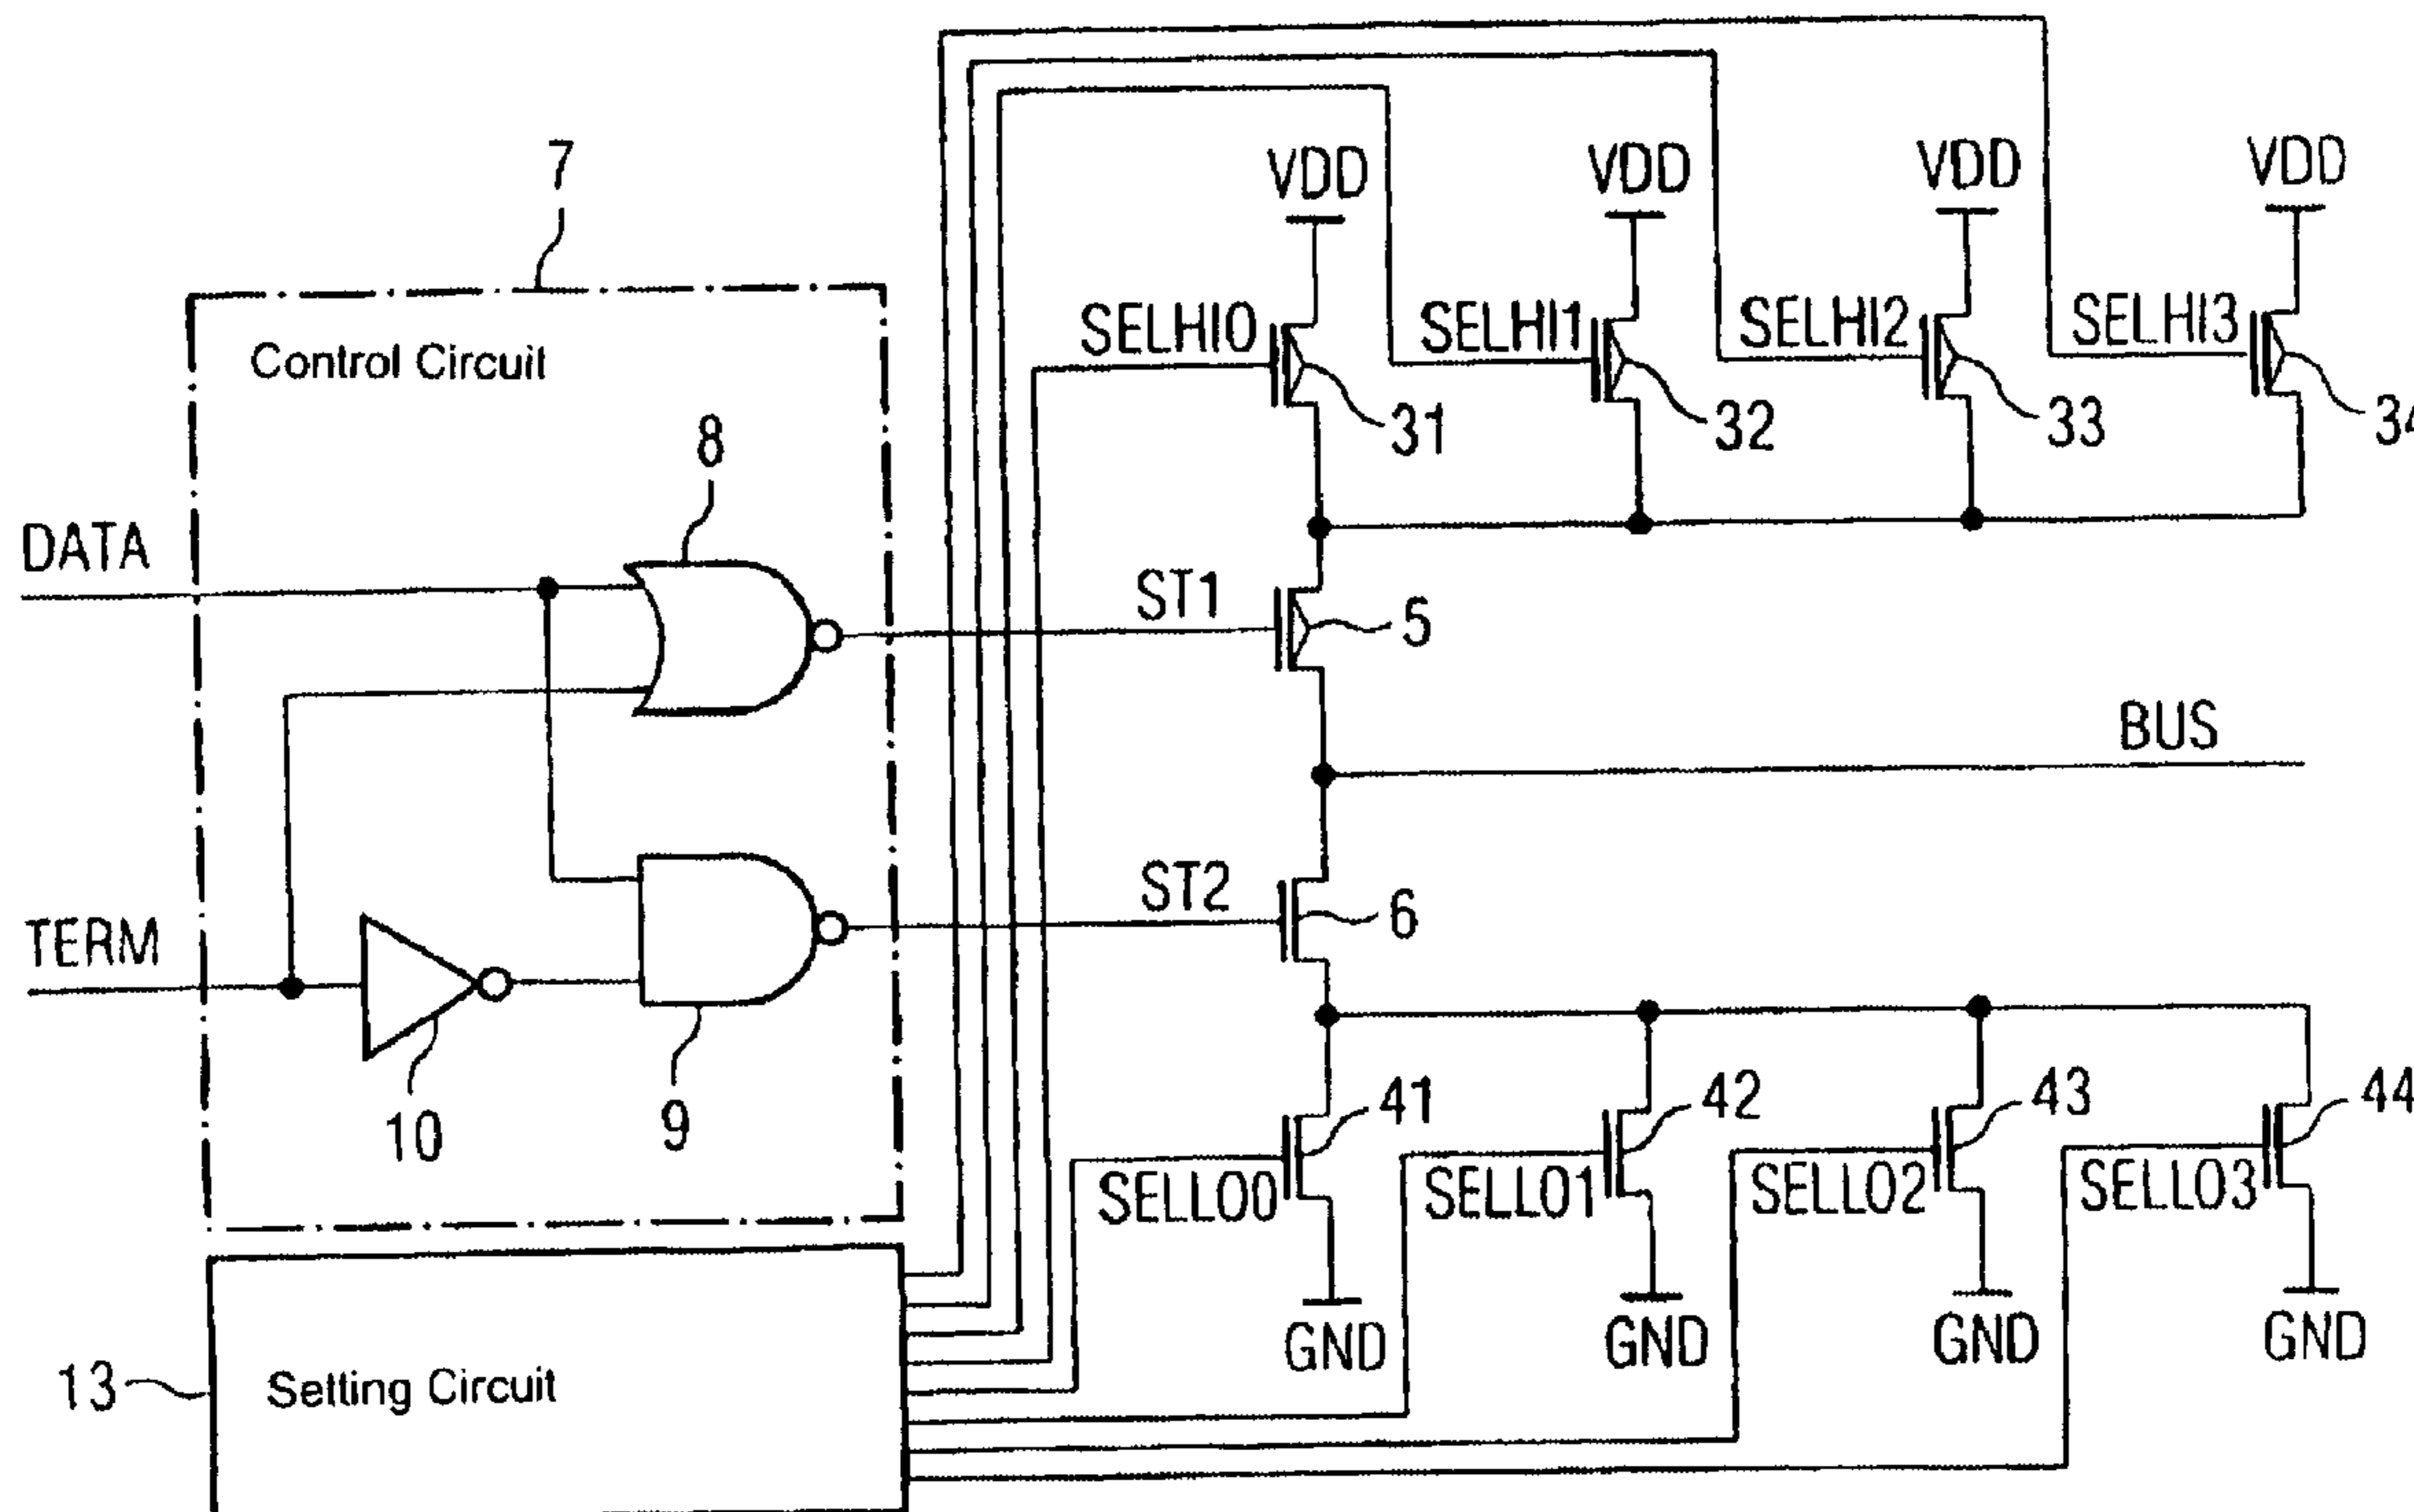 7
VDD
VDD
VDD
VDD
Control Circuit
SELHI0
SELHI1
SELHI2
SELHI3
31
32
33
34
8
DATA
ST1
5
BUS
ST2
6
TERM
10
9
41
42
43
44
SELLO0
SELLO1
SELLO2
SELLO3
GND
GND
GND
GND
13
Setting Circuit